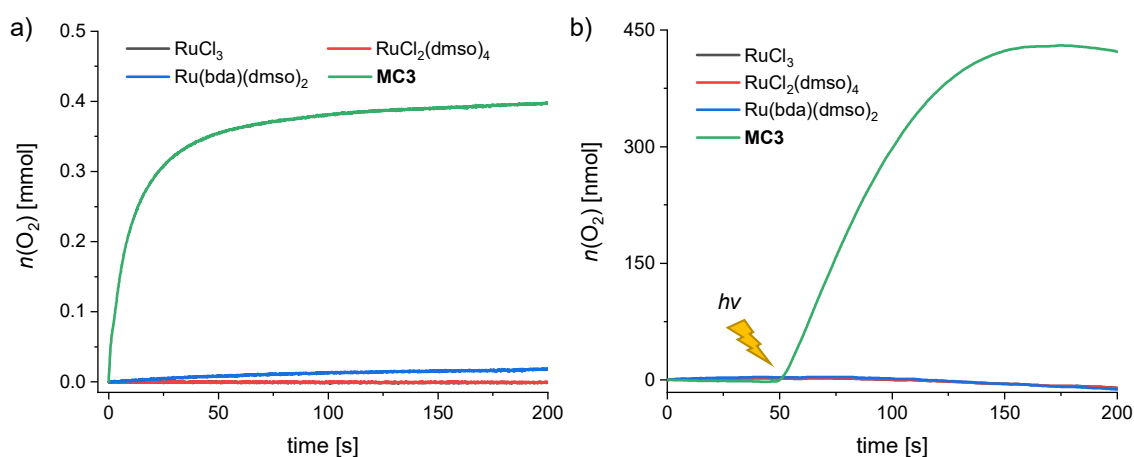 a)
RuCl₃
RuCl₂(dmso)₄
Ru(bda)(dmso)₂
MC3
n(O₂) [mmol]
0.5
0.4
0.3
0.2
0.1
0.0
0 50 100 150 200
time [s]
b)
RuCl₃
RuCl₂(dmso)₄
Ru(bda)(dmso)₂
MC3
n(O₂) [nmol]
450
300
150
0
hv
0 50 100 150 200
time [s]